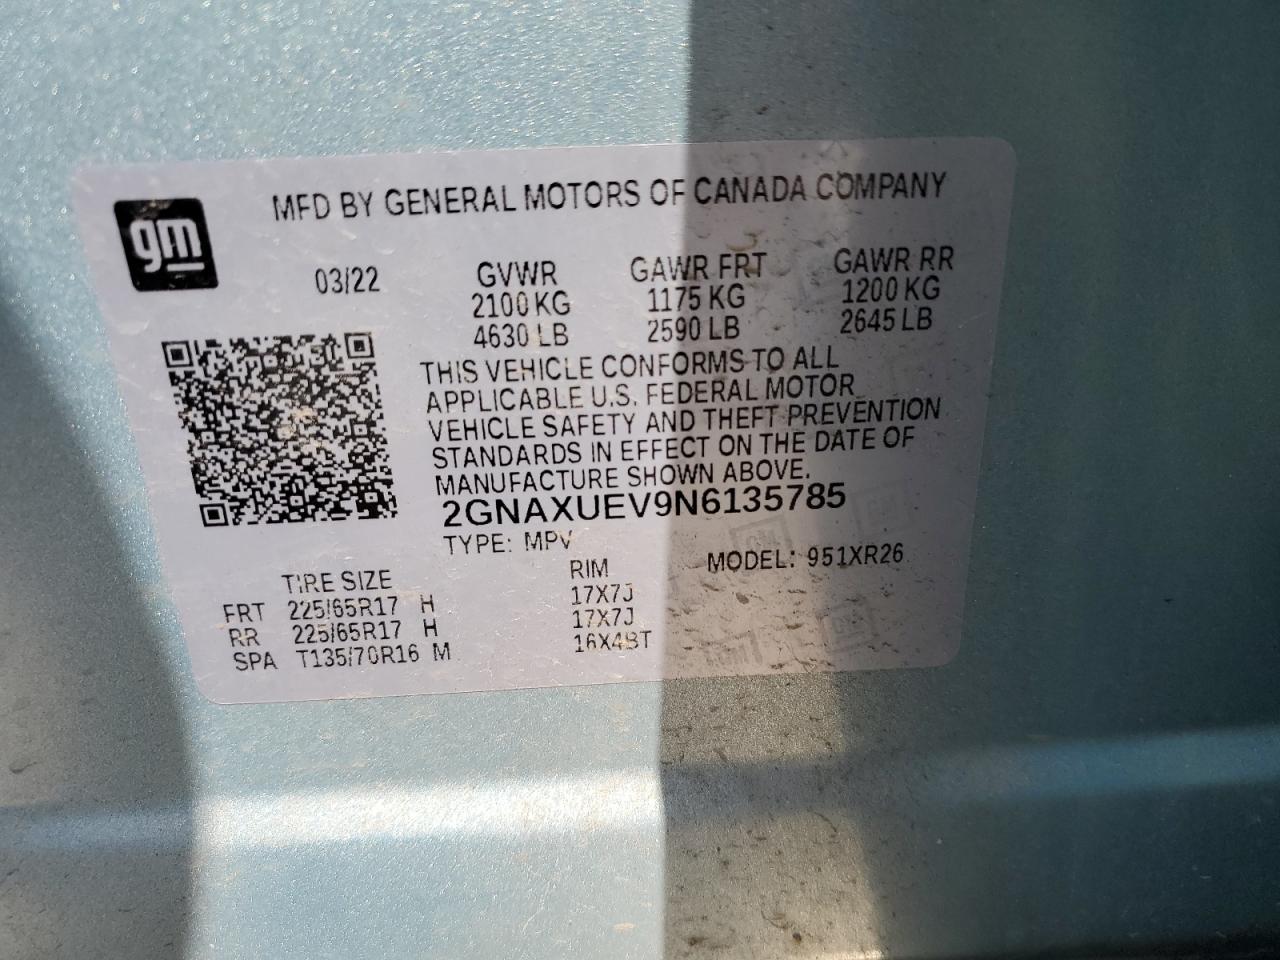 gm
MFD BY GENERAL MOTORS OF CANADA COMPANY
03/22 GVWR GAWR FRT GAWR RR
2100 KG 1175 KG 1200 KG
4630 LB 2590 LB 2645 LB
THIS VEHICLE CONFORMS TO ALL
APPLICABLE U.S. FEDERAL MOTOR
VEHICLE SAFETY AND THEFT PREVENTION
STANDARDS IN EFFECT ON THE DATE OF
MANUFACTURE SHOWN ABOVE.
2GNAXUEV9N6135785
TYPE: MPV MODEL: 951XR26
TIRE SIZE RIM
FRT 225/65R17 H 17X7J
RR 225/65R17 H 17X7J
SPA T135/70R16 M 16X4BT
GM
GM
GM